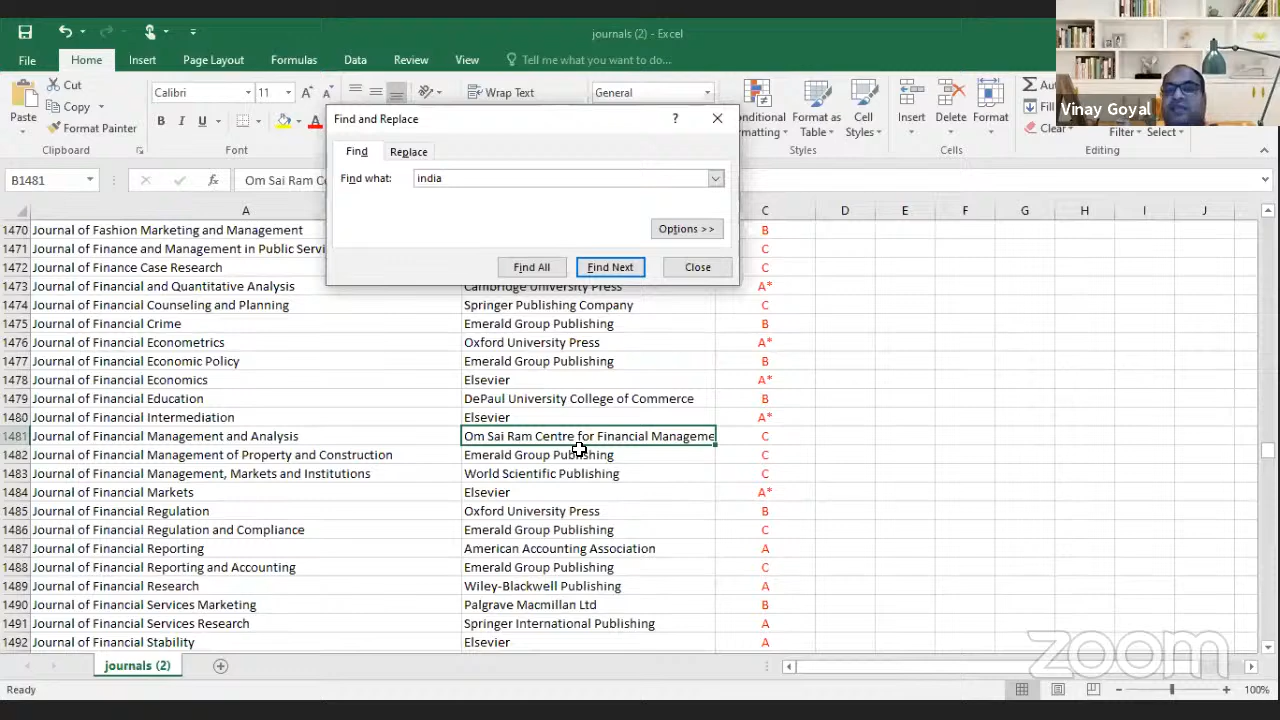 journals (2) - Excel
File Home Insert Page Layout Formulas Data Review View Tell me what you want to do...
Vinay Goyal
Cut
Copy
Format Painter
Paste
Clipboard
Calibri 11
B I U
Font
Wrap Text
General
Format as Table
Cell Styles
Styles
Insert Delete Format
Cells
Fill
Clear
Filter Select
Editing
Find and Replace
? ×
Find Replace
Find what: india
Options >>
Find All Find Next Close
B1481 fx
A C D E F G H I J
1470 Journal of Fashion Marketing and Management B
1471 Journal of Finance and Management in Public C
1472 Journal of Finance Case Research C
1473 Journal of Financial and Quantitative Analysis Cambridge University Press A*
1474 Journal of Financial Counseling and Planning Springer Publishing Company C
1475 Journal of Financial Crime Emerald Group Publishing B
1476 Journal of Financial Econometrics Oxford University Press A*
1477 Journal of Financial Economic Policy Emerald Group Publishing B
1478 Journal of Financial Economics Elsevier A*
1479 Journal of Financial Education DePaul University College of Commerce B
1480 Journal of Financial Intermediation Elsevier A*
1481 Journal of Financial Management and Analysis Om Sai Ram Centre for Financial Manageme C
1482 Journal of Financial Management of Property and Construction Emerald Group Publishing C
1483 Journal of Financial Management, Markets and Institutions World Scientific Publishing C
1484 Journal of Financial Markets Elsevier A*
1485 Journal of Financial Regulation Oxford University Press B
1486 Journal of Financial Regulation and Compliance Emerald Group Publishing C
1487 Journal of Financial Reporting American Accounting Association A
1488 Journal of Financial Reporting and Accounting Emerald Group Publishing C
1489 Journal of Financial Research Wiley-Blackwell Publishing A
1490 Journal of Financial Services Marketing Palgrave Macmillan Ltd B
1491 Journal of Financial Services Research Springer International Publishing A
1492 Journal of Financial Stability Elsevier A
journals (2)
zoom
Ready
100%